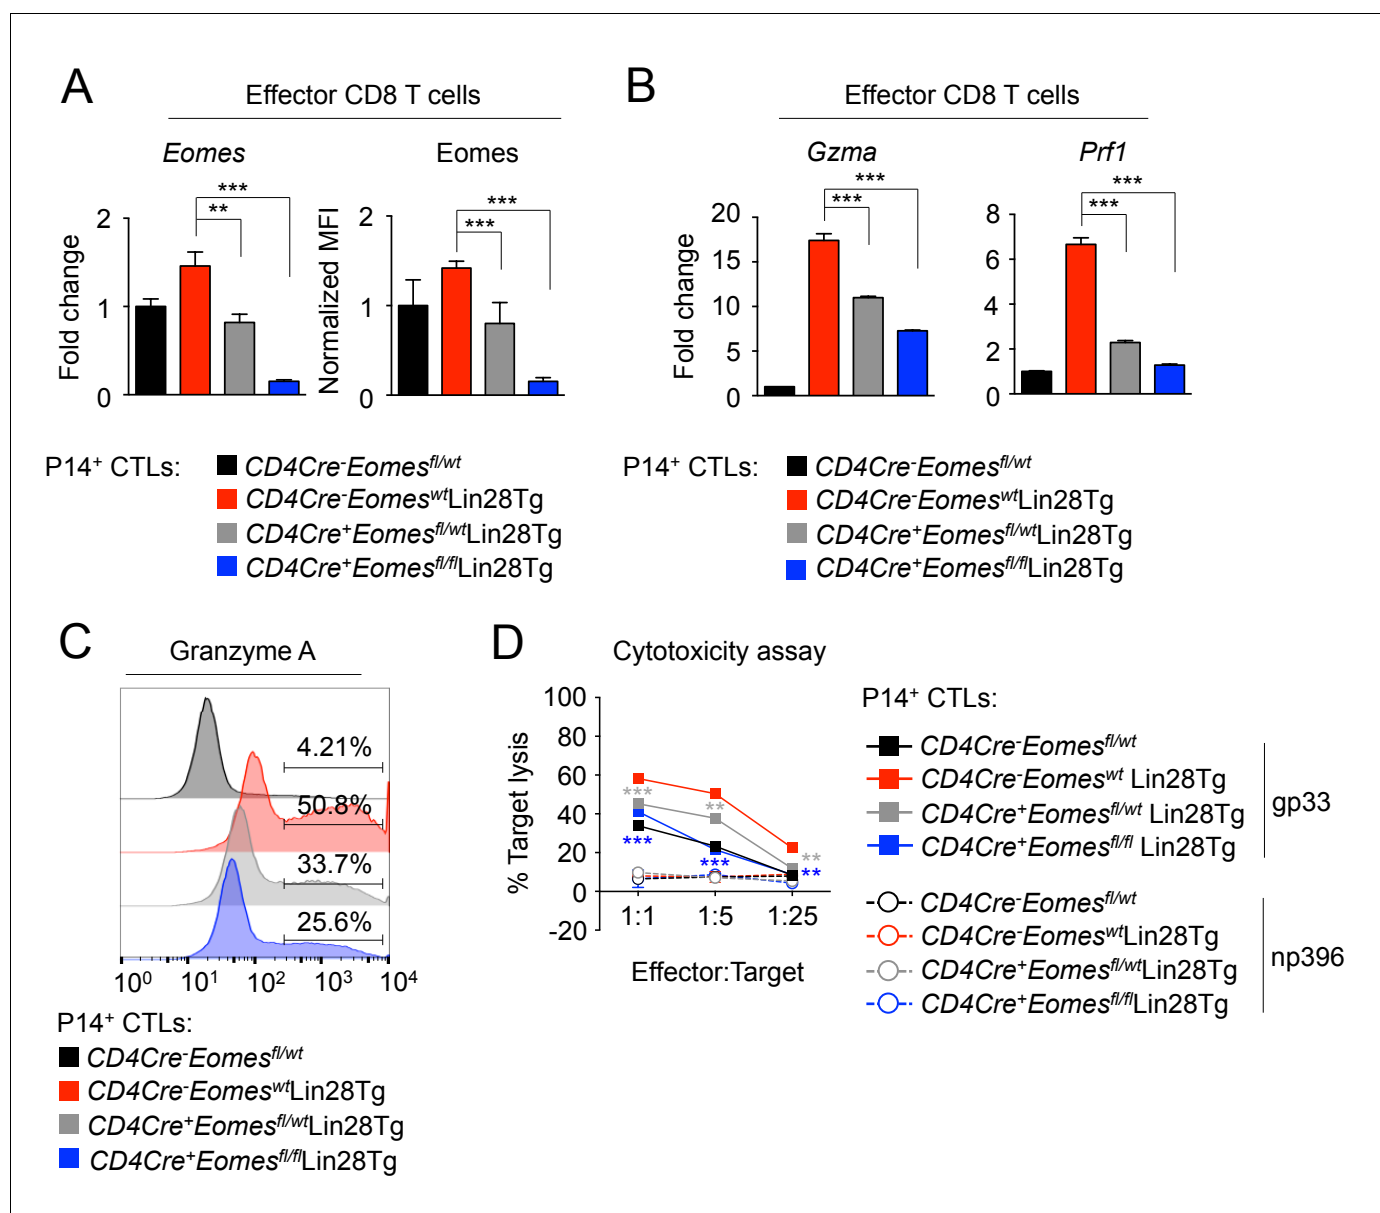 A
Effector CD8 T cells
Eomes
Eomes
Fold change
2
1
0
**
***
Normalized MFI
2
1
0
***
***
P14⁺ CTLs:
CD4Cre⁻Eomesᶠˡ/ʷᵗ
CD4Cre⁻EomesʷᵗLin28Tg
CD4Cre⁺Eomesᶠˡ/ʷᵗLin28Tg
CD4Cre⁺Eomesᶠˡ/ᶠˡLin28Tg
B
Effector CD8 T cells
Gzma
Prf1
Fold change
20
15
10
5
0
***
***
8
6
4
2
0
***
***
P14⁺ CTLs:
CD4Cre⁻Eomesᶠˡ/ʷᵗ
CD4Cre⁻EomesʷᵗLin28Tg
CD4Cre⁺Eomesᶠˡ/ʷᵗLin28Tg
CD4Cre⁺Eomesᶠˡ/ᶠˡLin28Tg
C
Granzyme A
4.21%
50.8%
33.7%
25.6%
10⁰ 10¹ 10² 10³ 10⁴
P14⁺ CTLs:
CD4Cre⁻Eomesᶠˡ/ʷᵗ
CD4Cre⁻EomesʷᵗLin28Tg
CD4Cre⁺Eomesᶠˡ/ʷᵗLin28Tg
CD4Cre⁺Eomesᶠˡ/ᶠˡLin28Tg
D
Cytotoxicity assay
% Target lysis
100
80
60
40
20
0
-20
***
**
**
***
***
**
1:1 1:5 1:25
Effector:Target
P14⁺ CTLs:
CD4Cre⁻Eomesᶠˡ/ʷᵗ
CD4Cre⁻Eomesʷᵗ Lin28Tg
CD4Cre⁺Eomesᶠˡ/ʷᵗ Lin28Tg
CD4Cre⁺Eomesᶠˡ/ᶠˡ Lin28Tg
gp33
CD4Cre⁻Eomesᶠˡ/ʷᵗ
CD4Cre⁻EomesʷᵗLin28Tg
CD4Cre⁺Eomesᶠˡ/ʷᵗLin28Tg
CD4Cre⁺Eomesᶠˡ/ᶠˡLin28Tg
np396